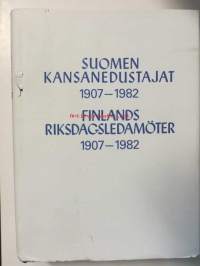 SUOMEN
KANSANEDUSTAJAT
1907—1982
FINLANDS
RIKSDAGSLEDAMÖTER
1907—1982